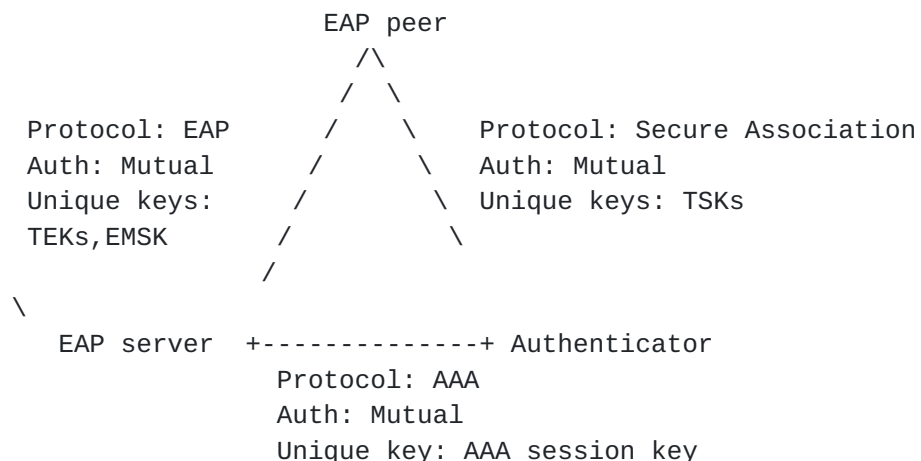 EAP peer
/\
/ \
Protocol: EAP / \ Protocol: Secure Association
Auth: Mutual / \ Auth: Mutual
Unique keys: / \ Unique keys: TSKs
TEKs,EMSK / \
/
\
EAP server +--------------+ Authenticator
Protocol: AAA
Auth: Mutual
Unique key: AAA session key